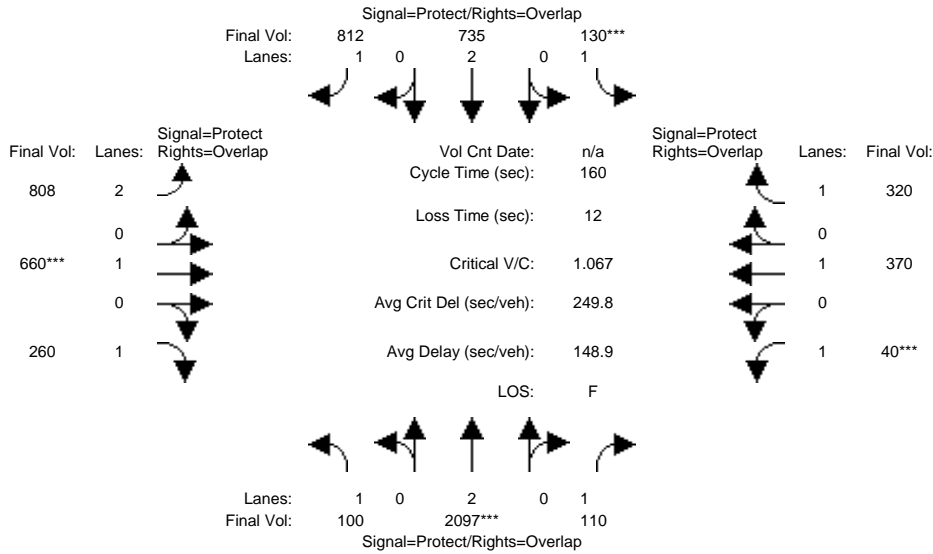 Signal=Protect/Rights=Overlap
Final Vol: 812 735 130***
Lanes: 1 0 2 0 1
Signal=Protect Signal=Protect
Final Vol: Lanes: Rights=Overlap Vol Cnt Date: n/a Rights=Overlap Lanes: Final Vol:
Cycle Time (sec): 160
808 2 1 320
Loss Time (sec): 12
0 0
660*** 1 Critical V/C: 1.067 1 370
0 Avg Crit Del (sec/veh): 249.8 0
260 1 Avg Delay (sec/veh): 148.9 1 40***
LOS: F
Lanes: 1 0 2 0 1
Final Vol: 100 2097*** 110
Signal=Protect/Rights=Overlap